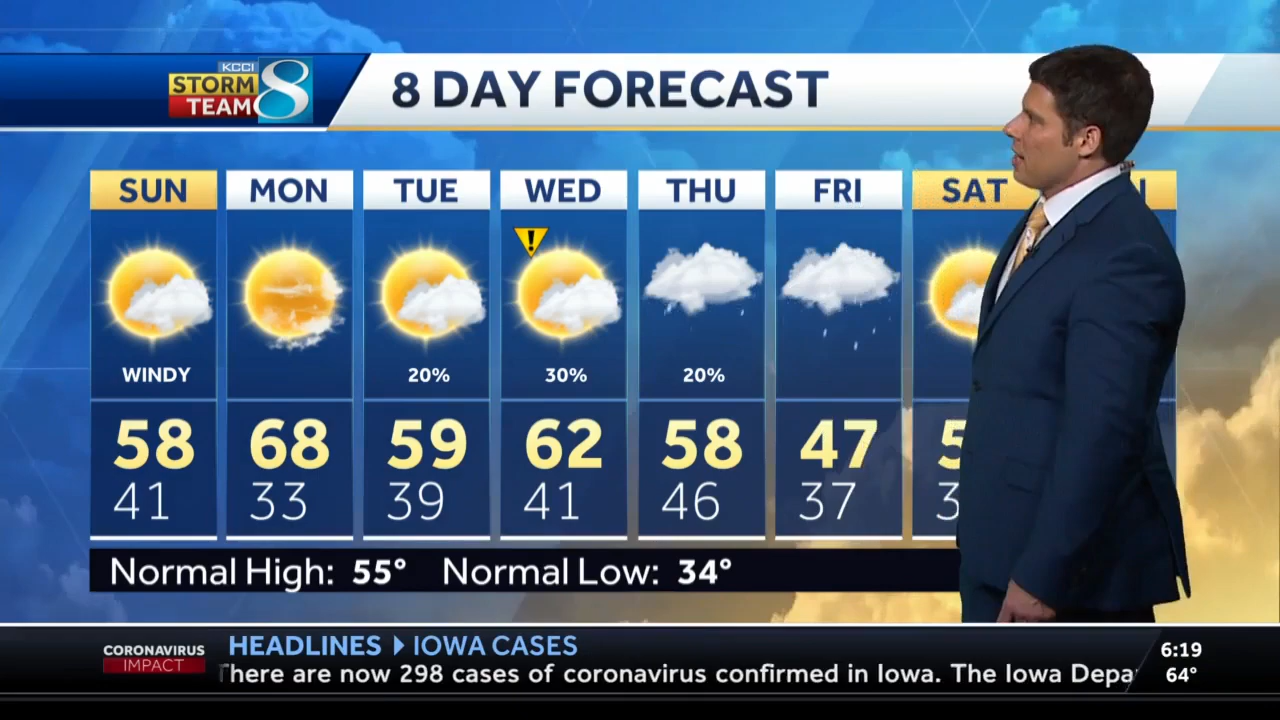 KCCI
STORM
TEAM 8
8 DAY FORECAST
SUN MON TUE WED THU FRI SAT
WINDY 20% 30% 20%
58 68 59 62 58 47
41 33 39 41 46 37
Normal High: 55° Normal Low: 34°
CORONAVIRUS
IMPACT
HEADLINES IOWA CASES
There are now 298 cases of coronavirus confirmed in Iowa. The Iowa Depa
6:19
64°